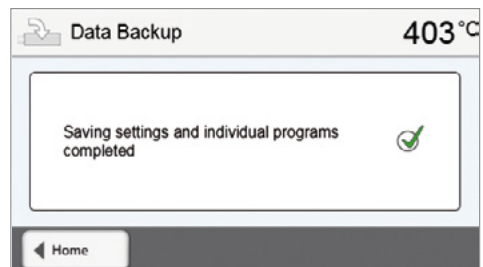 Data Backup
403°C
Saving settings and individual programs
completed
Home